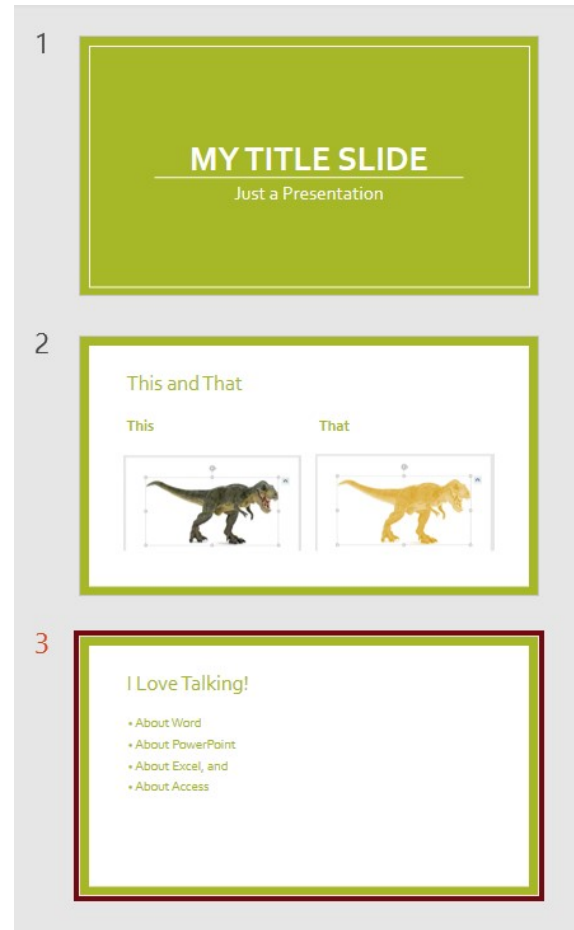 1
MY TITLE SLIDE
Just a Presentation
2
This and That
This That
3
I Love Talking!
• About Word
• About PowerPoint
• About Excel, and
• About Access